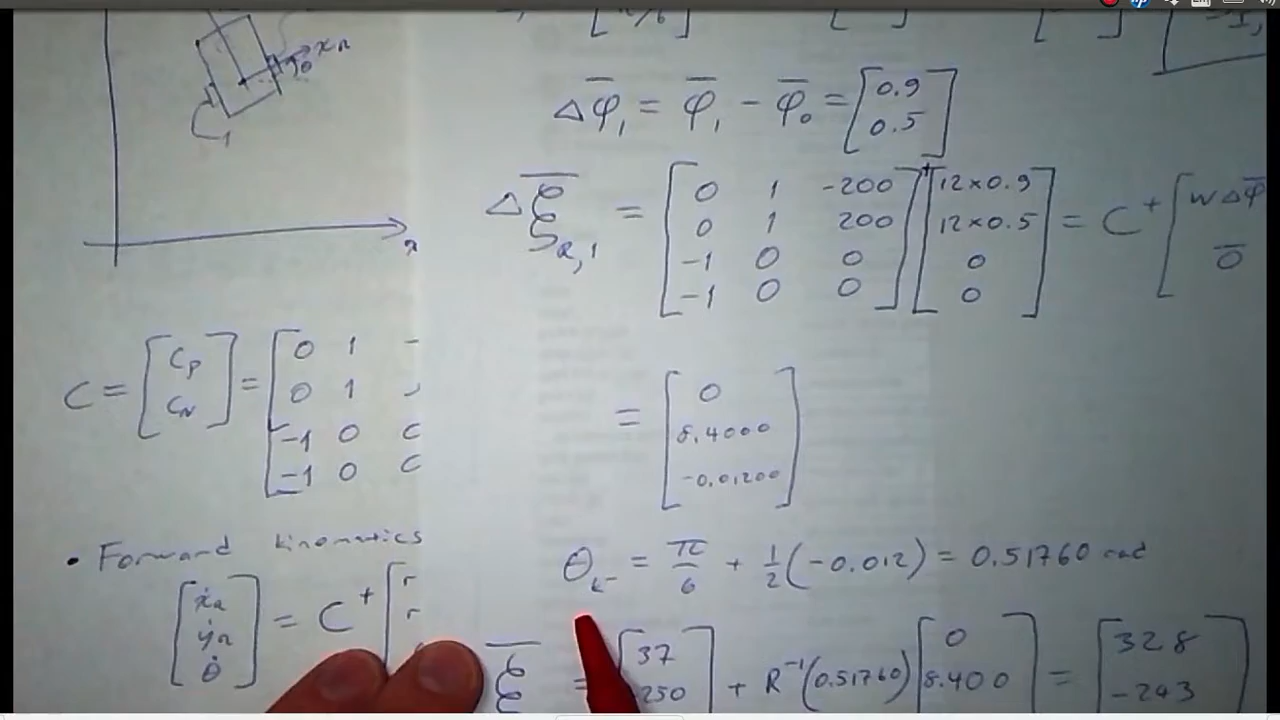 x_R
Δφ̄₁ = φ̄₁ - φ̄₀ = [0.9
0.5]
Δξ̄_R,1 = [0 1 -200
0 1 200
-1 0 0
-1 0 0]⁺ [12×0.9
12×0.5
0
0] = C⁺ [WΔφ̄
0̄
C = [C_P
C_N] = [0 1 -
0 1
-1 0
-1 0
= [0
8.4000
-0.01200]
• Forward kinematics
[ẋ_R
ẏ_R
θ̇] = C⁺ [r
r
θ_k- = π/6 + 1/2(-0.012) = 0.51760 rad
ξ̄ = [37
250] + R⁻¹(0.51760) [0
8.400] = [328
-243]